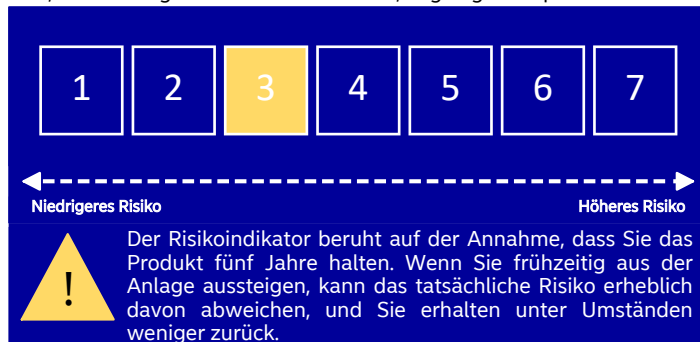 1 2 3 4 5 6 7
Niedrigeres Risiko Höheres Risiko
Der Risikoindikator beruht auf der Annahme, dass Sie das
Produkt fünf Jahre halten. Wenn Sie frühzeitig aus der
! Anlage aussteigen, kann das tatsächliche Risiko erheblich
davon abweichen, und Sie erhalten unter Umständen
weniger zurück.